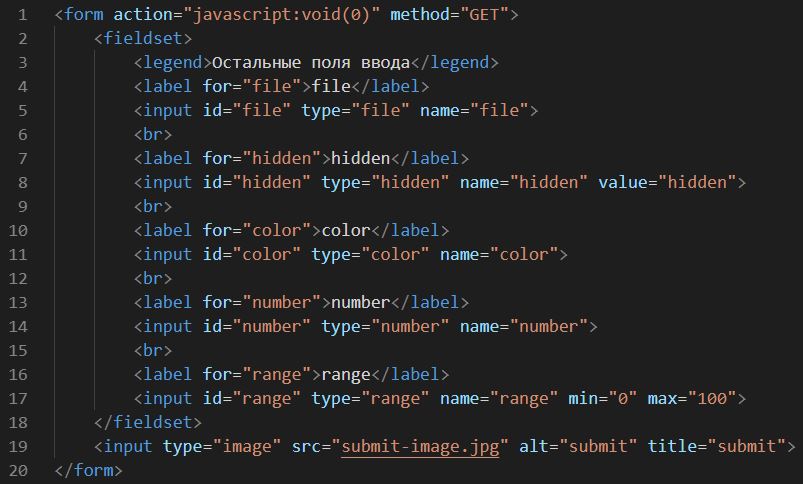 1 <form action="javascript:void(0)" method="GET">
2 <fieldset>
3 <legend>Остальные поля ввода</legend>
4 <label for="file">file</label>
5 <input id="file" type="file" name="file">
6 <br>
7 <label for="hidden">hidden</label>
8 <input id="hidden" type="hidden" name="hidden" value="hidden">
9 <br>
10 <label for="color">color</label>
11 <input id="color" type="color" name="color">
12 <br>
13 <label for="number">number</label>
14 <input id="number" type="number" name="number">
15 <br>
16 <label for="range">range</label>
17 <input id="range" type="range" name="range" min="0" max="100">
18 </fieldset>
19 <input type="image" src="submit-image.jpg" alt="submit" title="submit">
20 </form>